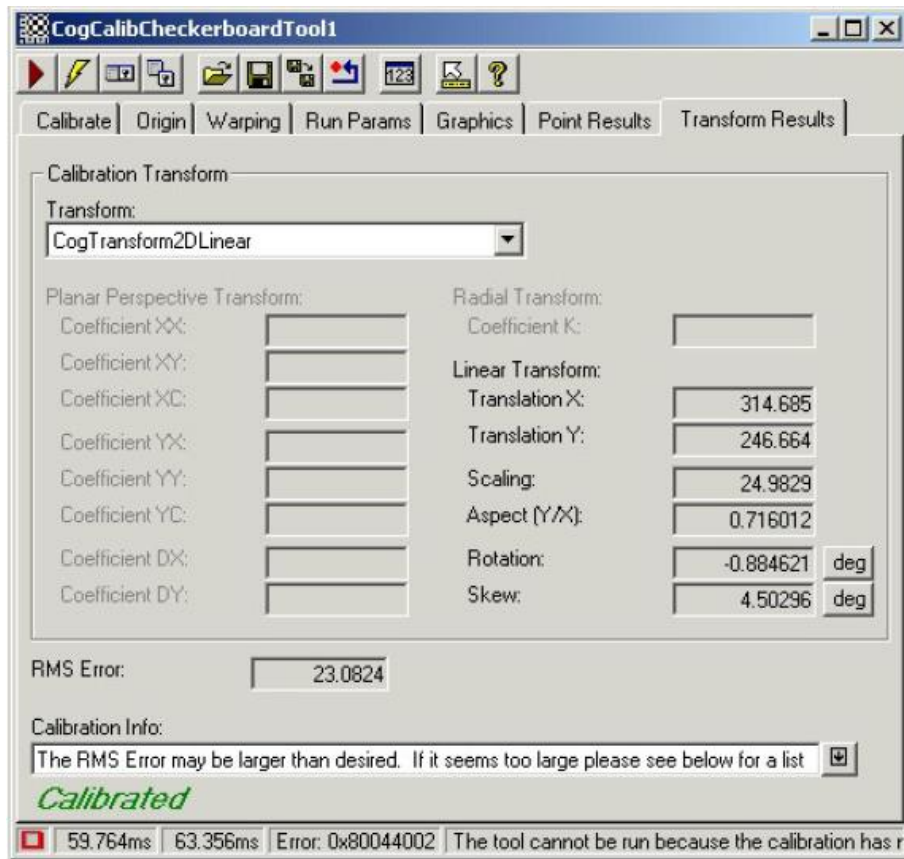 CogCalibCheckerboardTool1
123
Calibrate Origin Warping Run Params Graphics Point Results Transform Results
Calibration Transform
Transform:
CogTransform2DLinear
Planar Perspective Transform: Radial Transform:
Coefficient XX: Coefficient K:
Coefficient XY: Linear Transform:
Coefficient XC: Translation X: 314.685
Coefficient YX: Translation Y: 246.664
Coefficient YY: Scaling: 24.9829
Coefficient YC: Aspect (Y/X): 0.716012
Coefficient DX: Rotation: -0.884621 deg
Coefficient DY: Skew: 4.50296 deg
RMS Error: 23.0824
Calibration Info:
The RMS Error may be larger than desired. If it seems too large please see below for a list
Calibrated
59.764ms 63.356ms Error: 0x80044002 The tool cannot be run because the calibration has